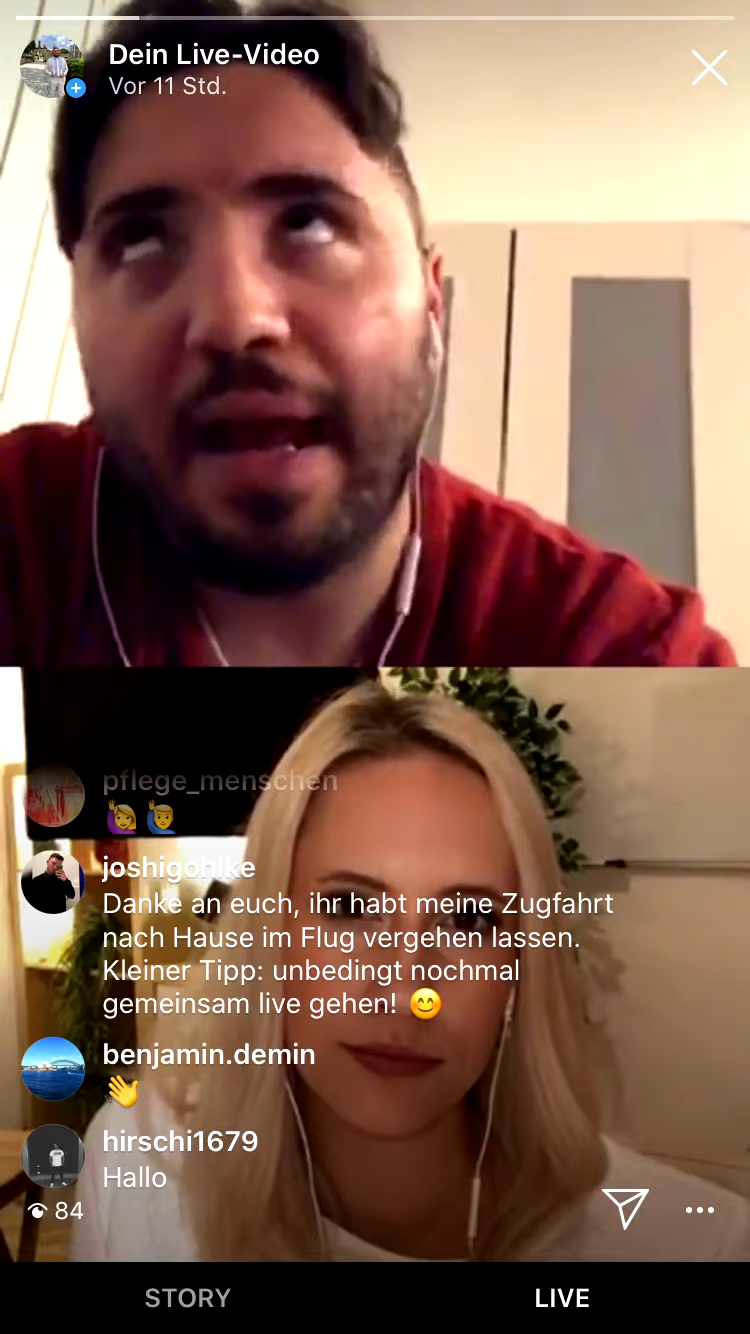 Dein Live-Video
Vor 11 Std.
pflege_menschen
🙋‍♀️🙋‍♂️
joshigohlke
Danke an euch, ihr habt meine Zugfahrt
nach Hause im Flug vergehen lassen.
Kleiner Tipp: unbedingt nochmal
gemeinsam live gehen! 😊
benjamin.demin
👋
hirschi1679
Hallo
84
STORY
LIVE